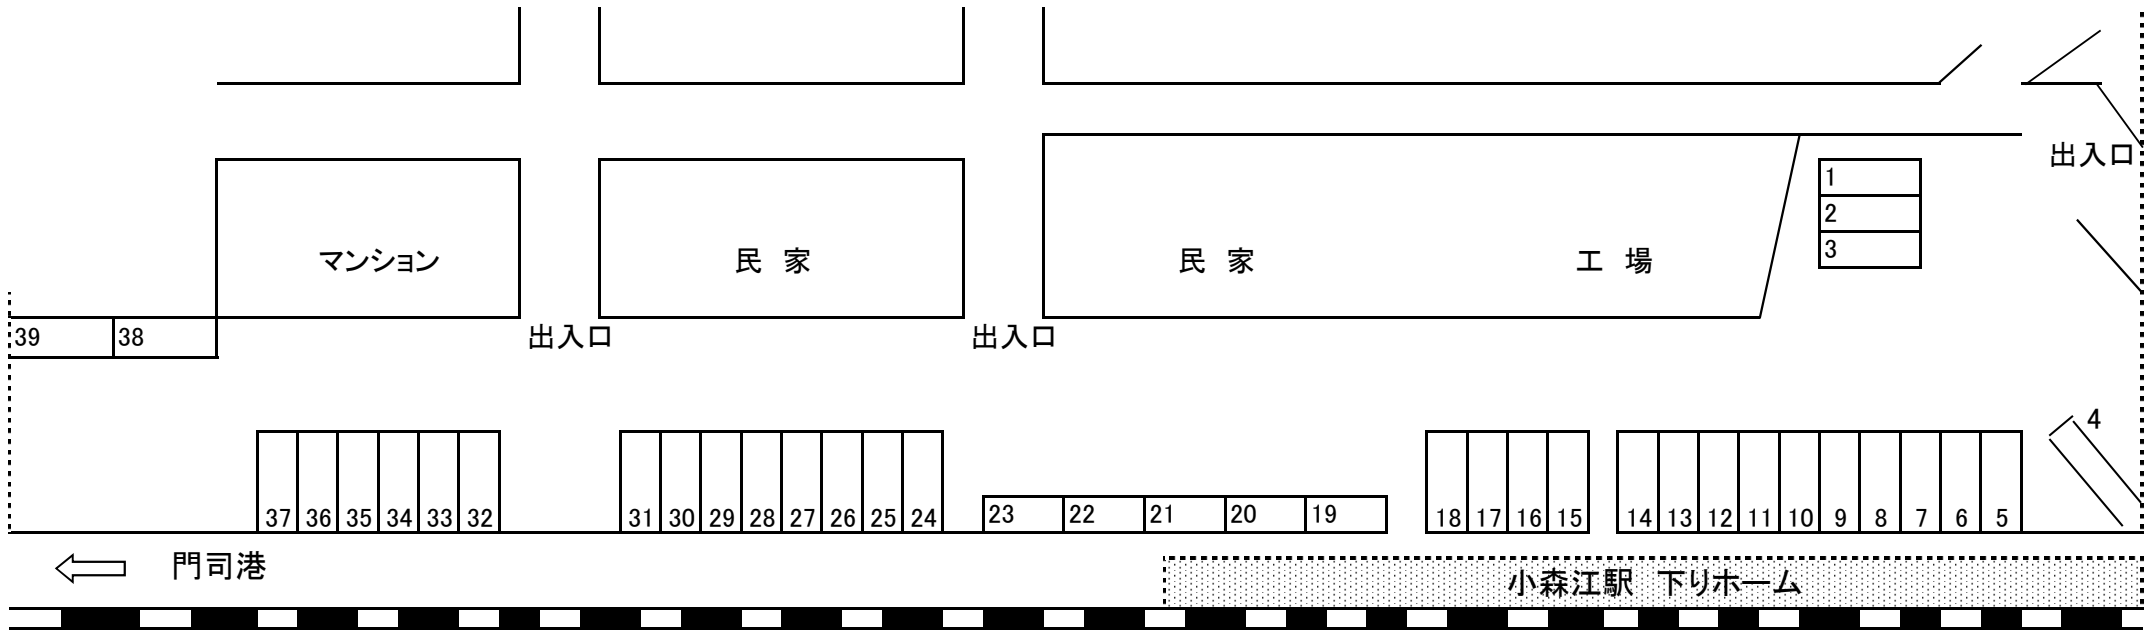 出入口
1
2
3
マンション
民 家
民 家
工 場
39
38
出入口
出入口
4
37 36 35 34 33 32
31 30 29 28 27 26 25 24
23 22 21 20 19
18 17 16 15
14 13 12 11 10 9 8 7 6 5
門司港
小森江駅 下りホーム